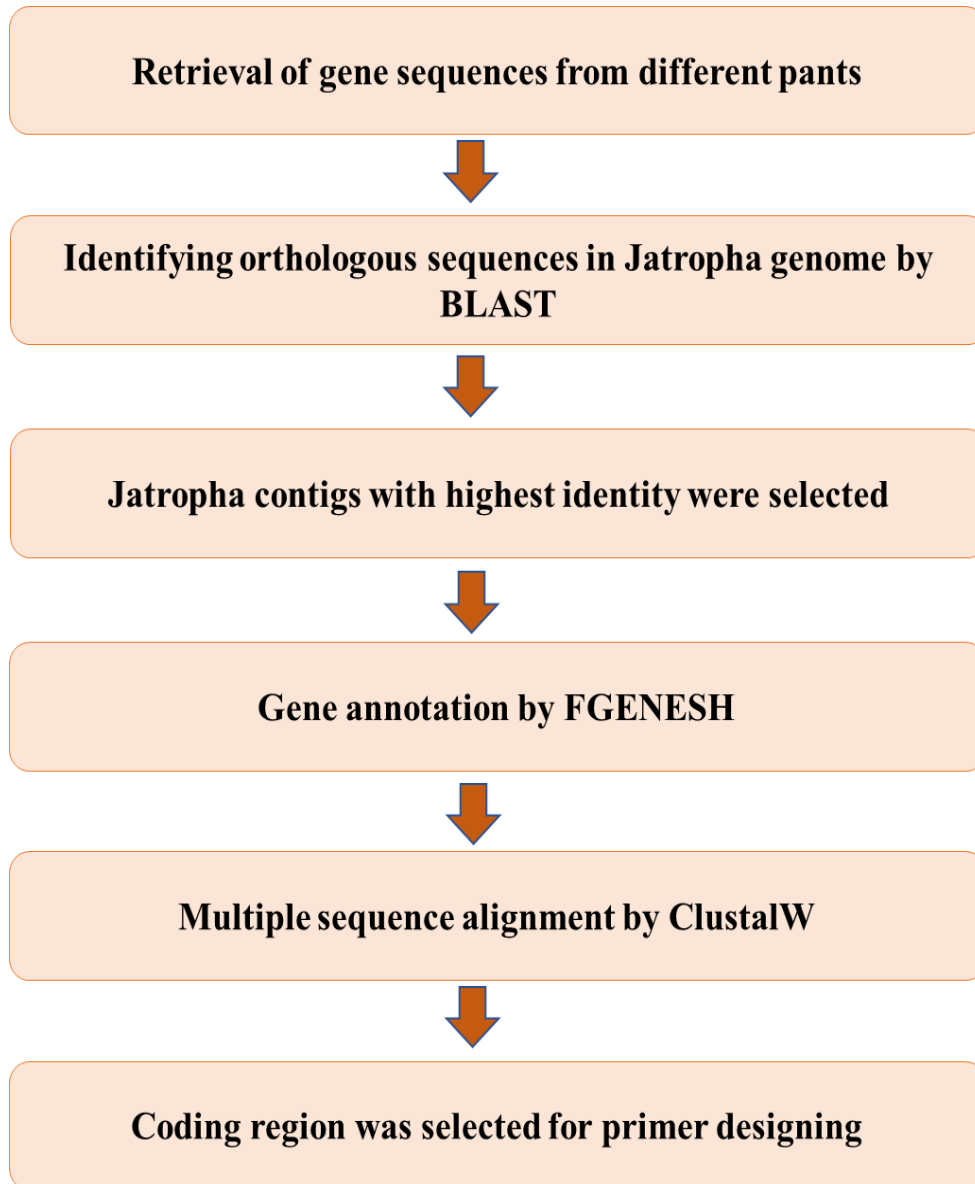 Retrieval of gene sequences from different pants
Identifying orthologous sequences in Jatropha genome by
BLAST
Jatropha contigs with highest identity were selected
Gene annotation by FGENESH
Multiple sequence alignment by ClustalW
Coding region was selected for primer designing